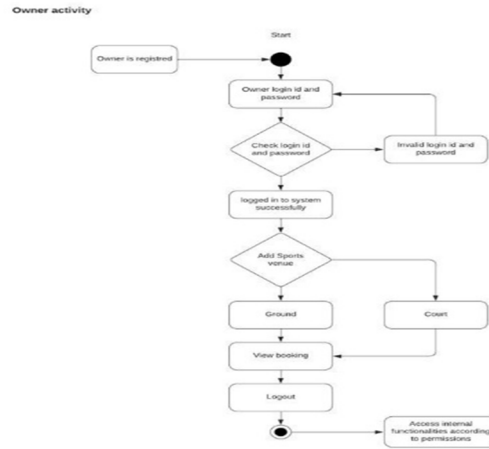 Owner activity
Start
Owner is registred
Owner login id and
password
Check login id
and password
Invalid login id and
password
logged in to system
successfully
Add Sports
venue
Ground
Court
View booking
Logout
Access internal
functionalities according
to permissions